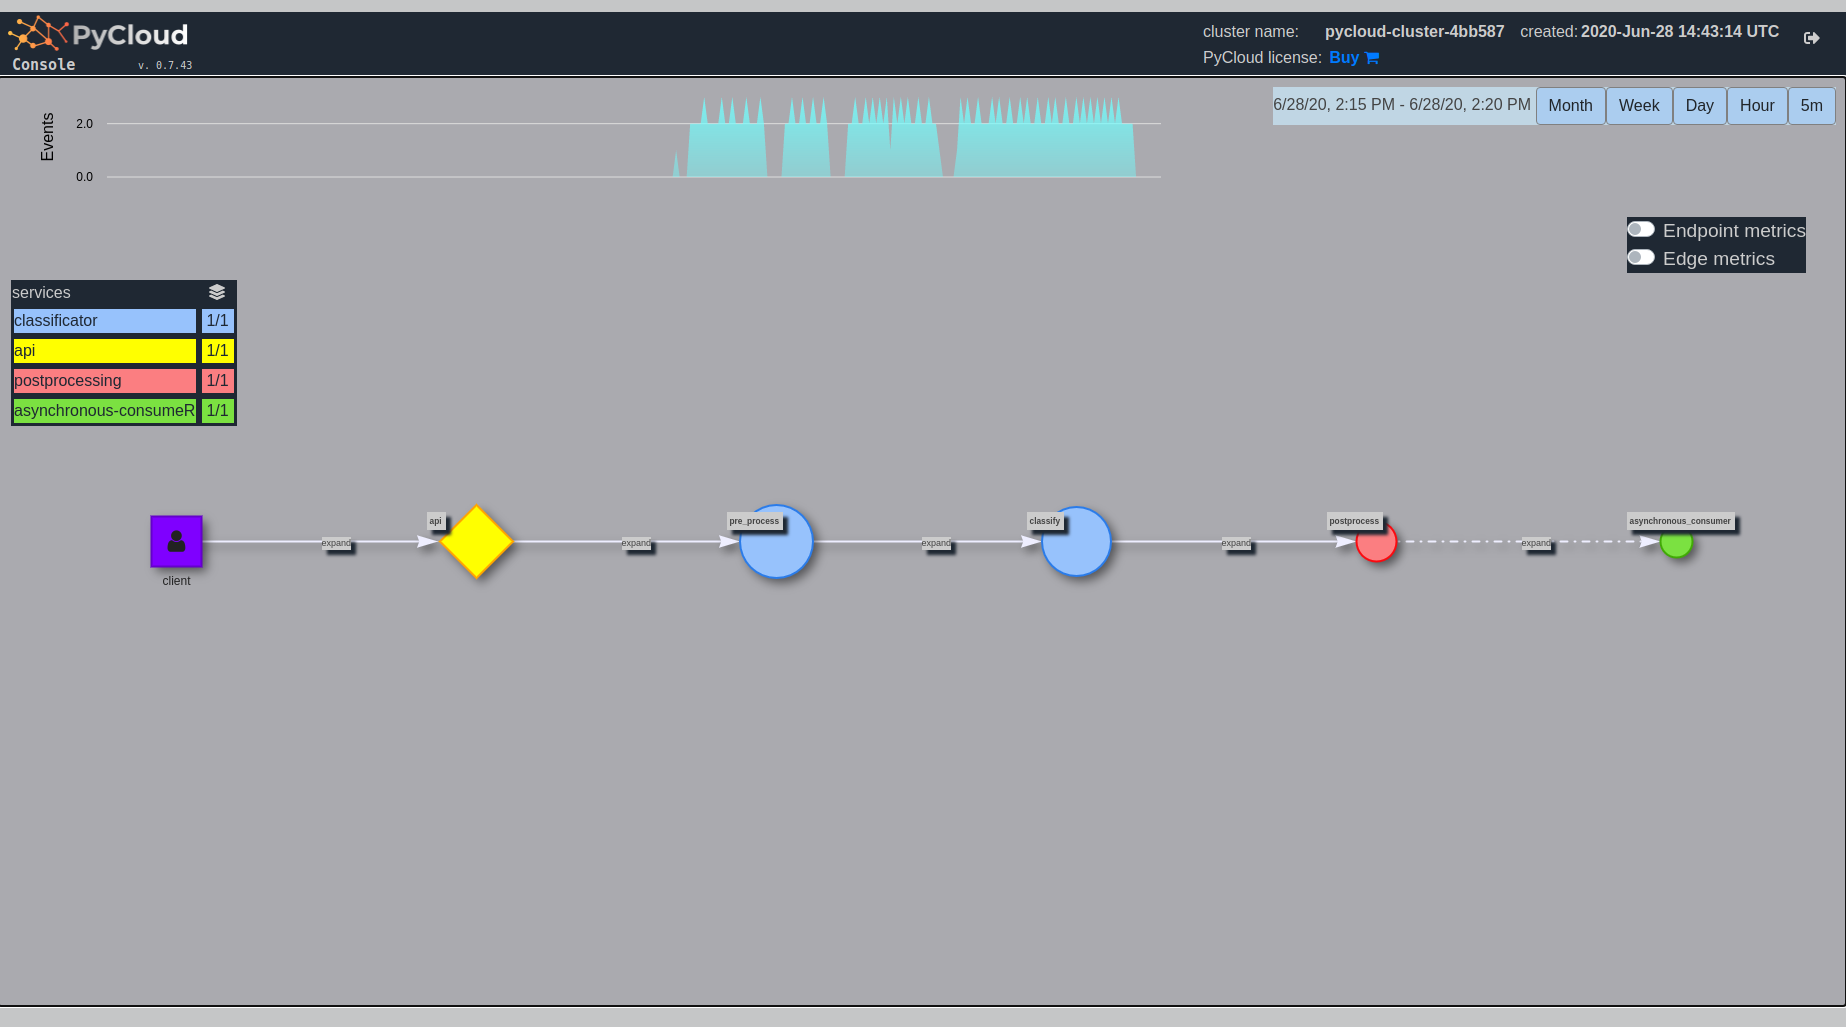 PyCloud
Console v. 0.7.43
cluster name: pycloud-cluster-4bb587 created: 2020-Jun-28 14:43:14 UTC
PyCloud license: Buy
Events
2.0
0.0
6/28/20, 2:15 PM - 6/28/20, 2:20 PM Month Week Day Hour 5m
Endpoint metrics
Edge metrics
services
classificator 1/1
api 1/1
postprocessing 1/1
asynchronous-consumeR 1/1
api pre_process classify postprocess asynchronous_consumer
expand expand expand expand expand
client